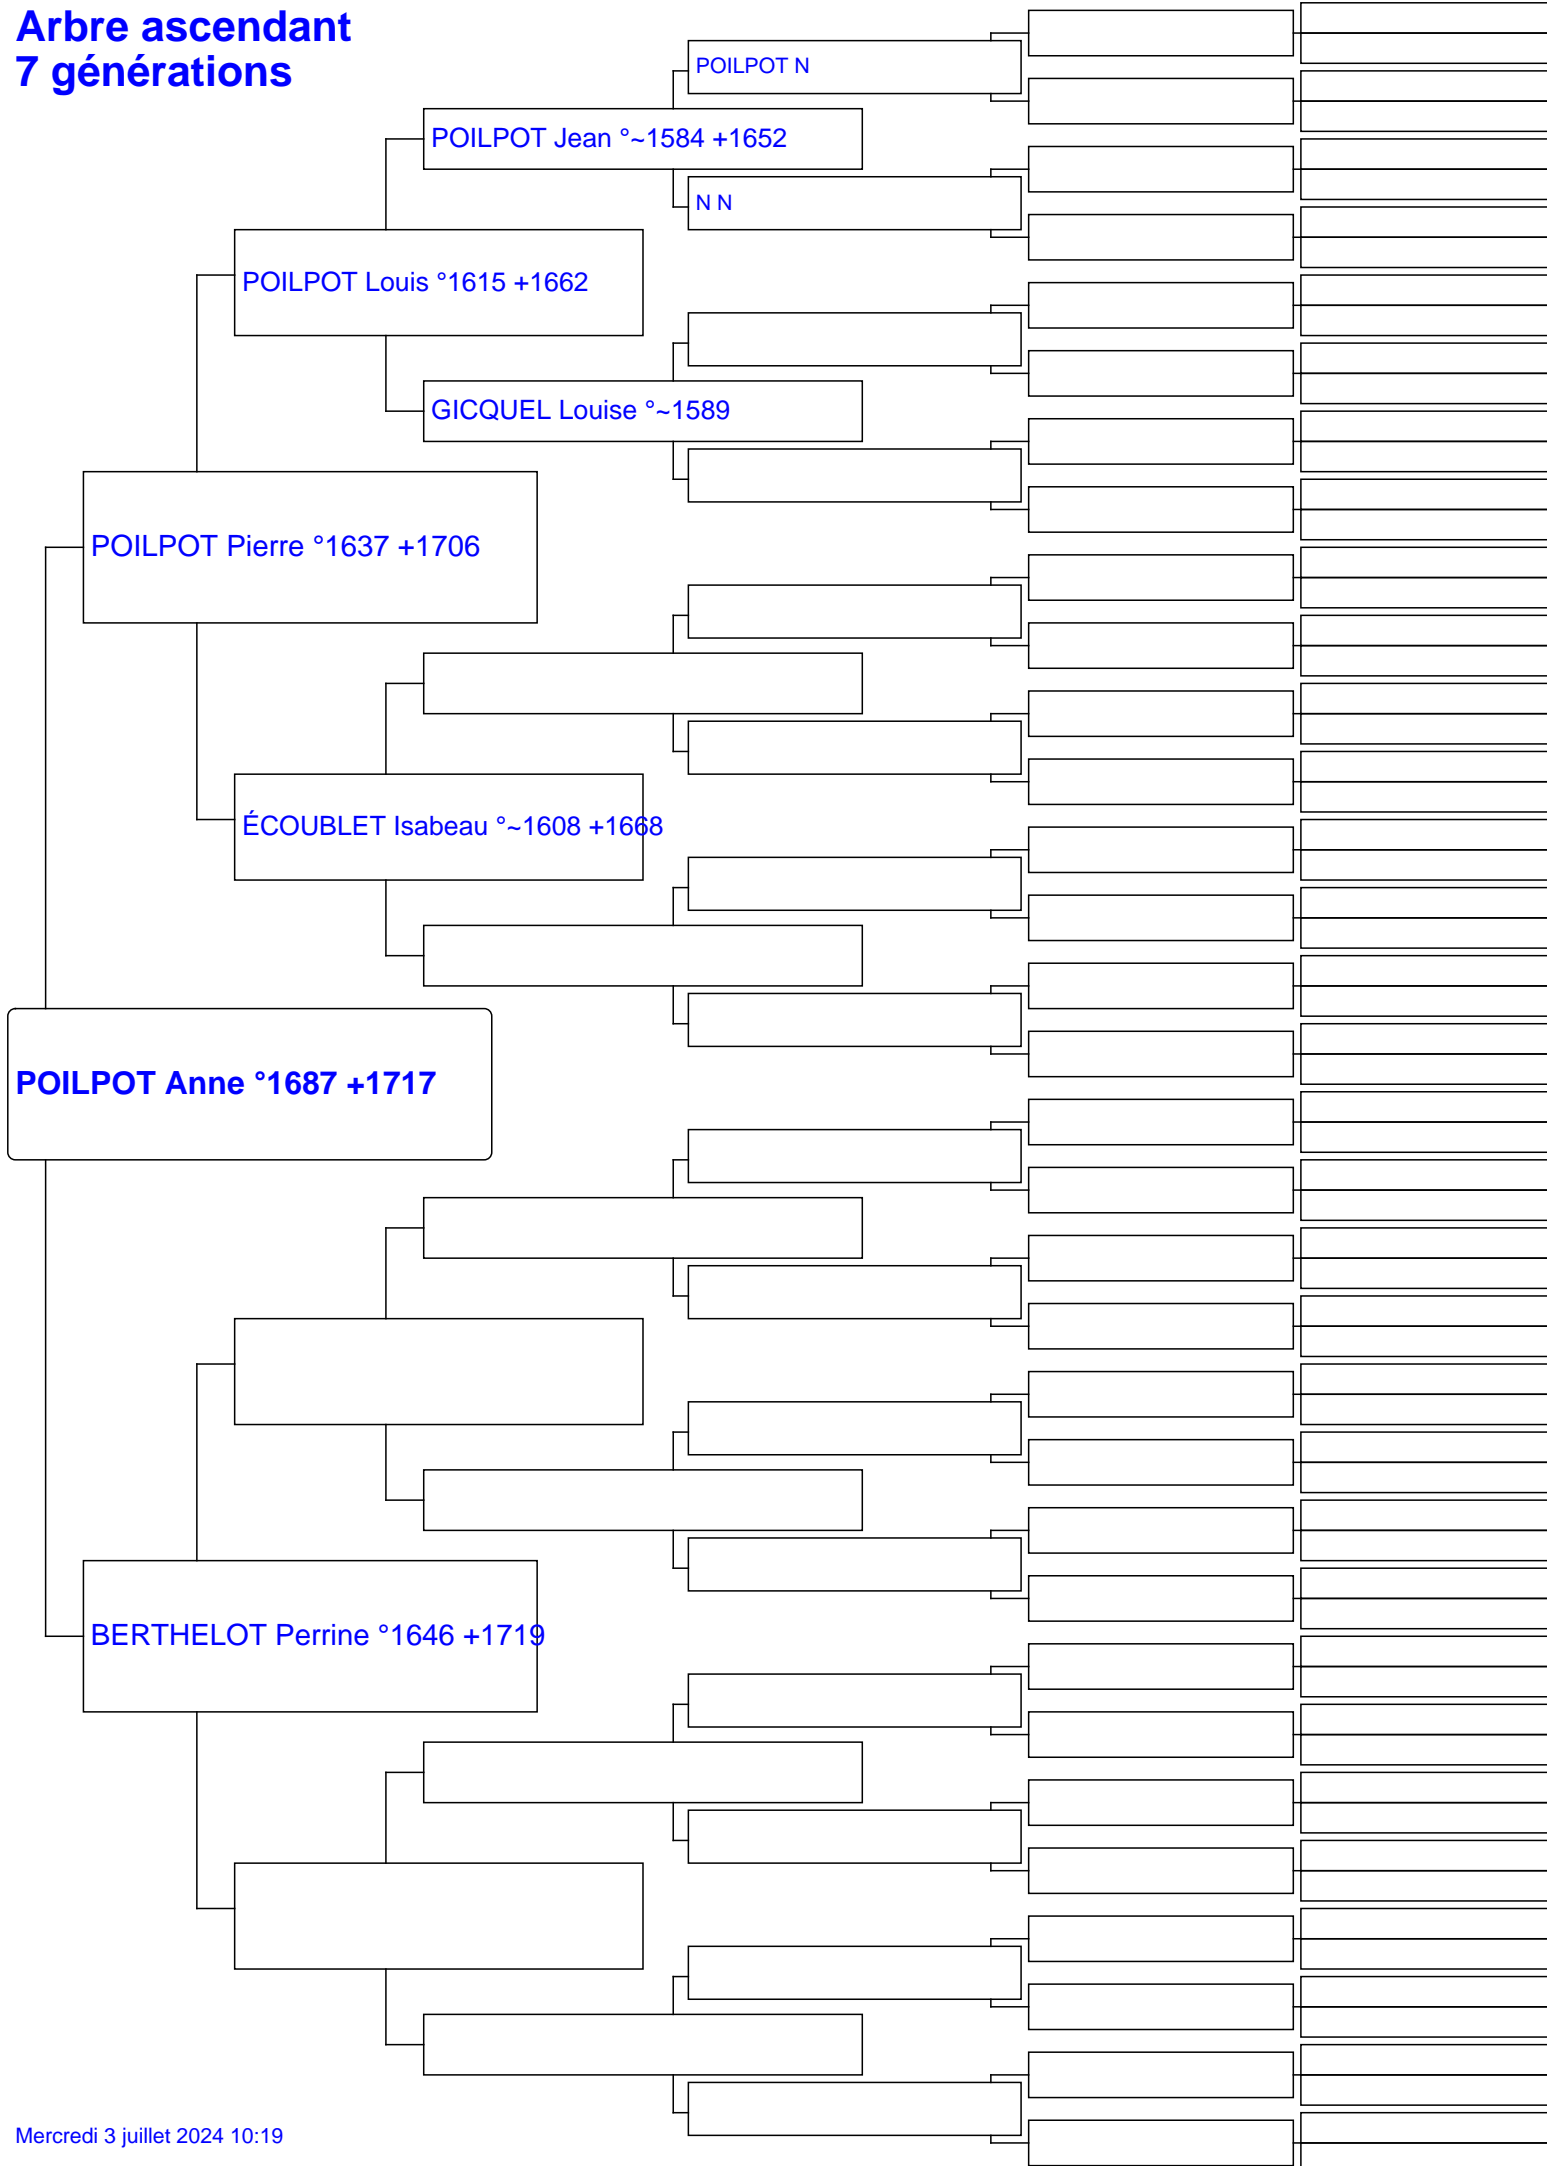 Arbre ascendant
7 générations
POILPOT N
POILPOT Jean °~1584 +1652
N N
POILPOT Louis °1615 +1662
GICQUEL Louise °~1589
POILPOT Pierre °1637 +1706
ÉCOUBLET Isabeau °~1608 +1668
POILPOT Anne °1687 +1717
BERTHELOT Perrine °1646 +1719
Mercredi 3 juillet 2024 10:19